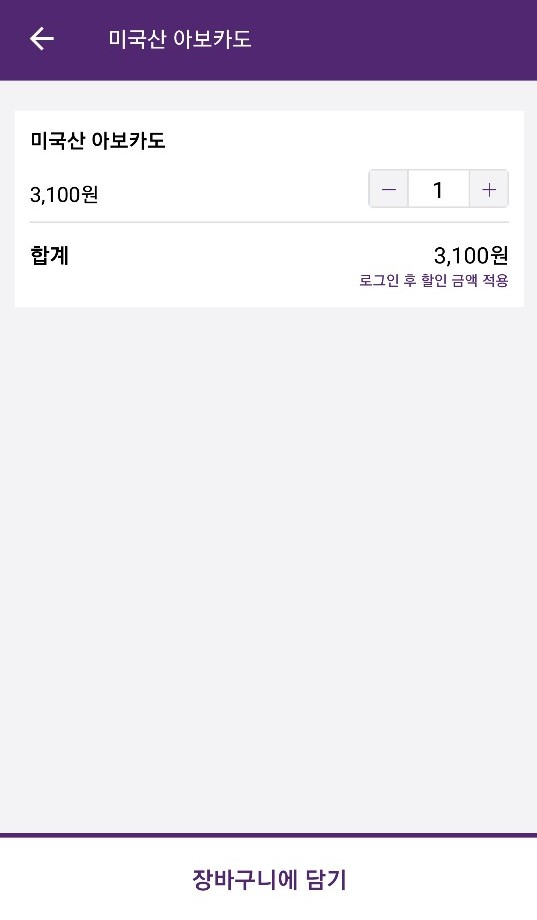 미국산 아보카도
미국산 아보카도
3,100원
1
합계
3,100원
로그인 후 할인 금액 적용
장바구니에 담기